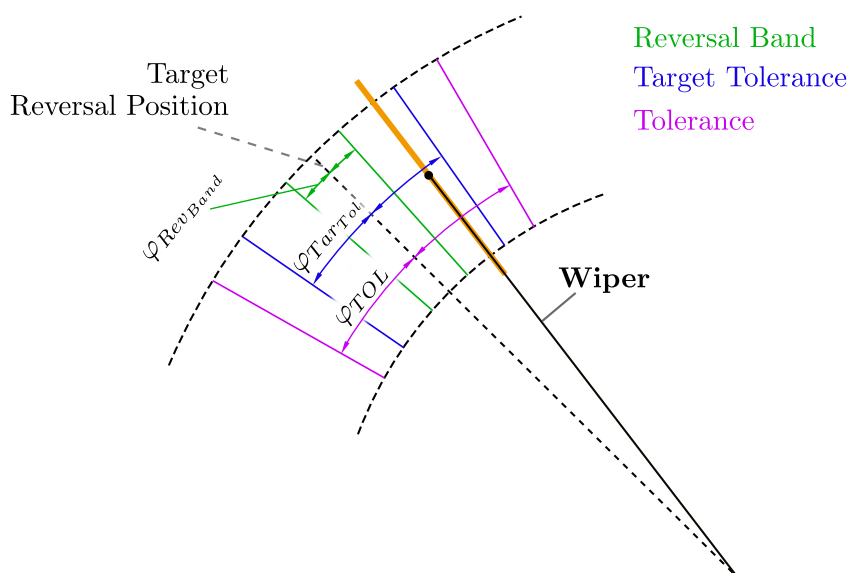 Reversal Band
Target Tolerance
Tolerance
Target
Reversal Position
φRevBand
φTarTol
φTOL
Wiper